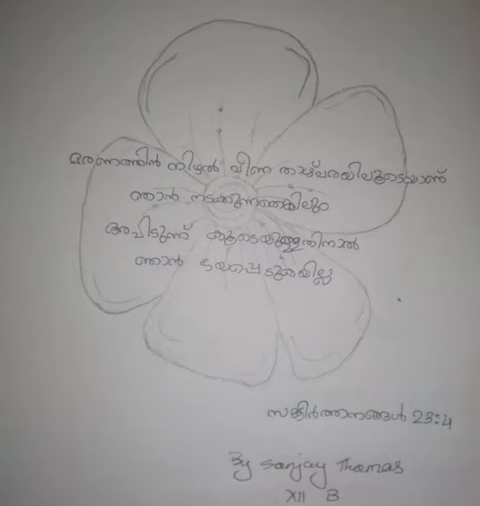 മരണത്തിൻ നിഴൽ വീണ താഴ്‌വരയിലൂടെയാണ്
ഞാൻ നടക്കുന്നതെങ്കിലും
അവിടുന്ന് കൂടെയുള്ളതിനാൽ
ഞാൻ ഭയപ്പെടുകയില്ല
സങ്കീർത്തനങ്ങൾ 23:4
By Sanjay Thomas
XII B